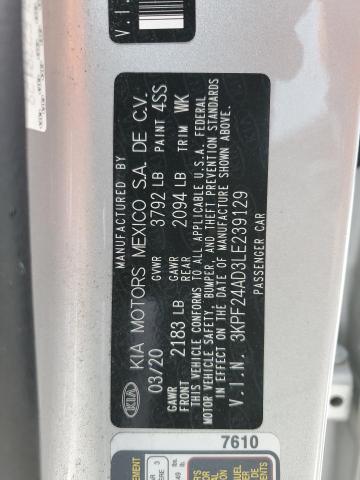 KIA
MANUFACTURED BY
KIA MOTORS MEXICO S.A. DE C.V.
03/20 GVWR 3792 LB PAINT 4SS
GAWR FRONT 2183 LB GAWR REAR 2094 LB TRIM WK
THIS VEHICLE CONFORMS TO ALL APPLICABLE U.S.A. FEDERAL
MOTOR VEHICLE SAFETY, BUMPER, AND THEFT PREVENTION STANDARDS
IN EFFECT ON THE DATE OF MANUFACTURE SHOWN ABOVE.
V.I.N. 3KPF24AD3LE239129
PASSENGER CAR
7610
V.I.